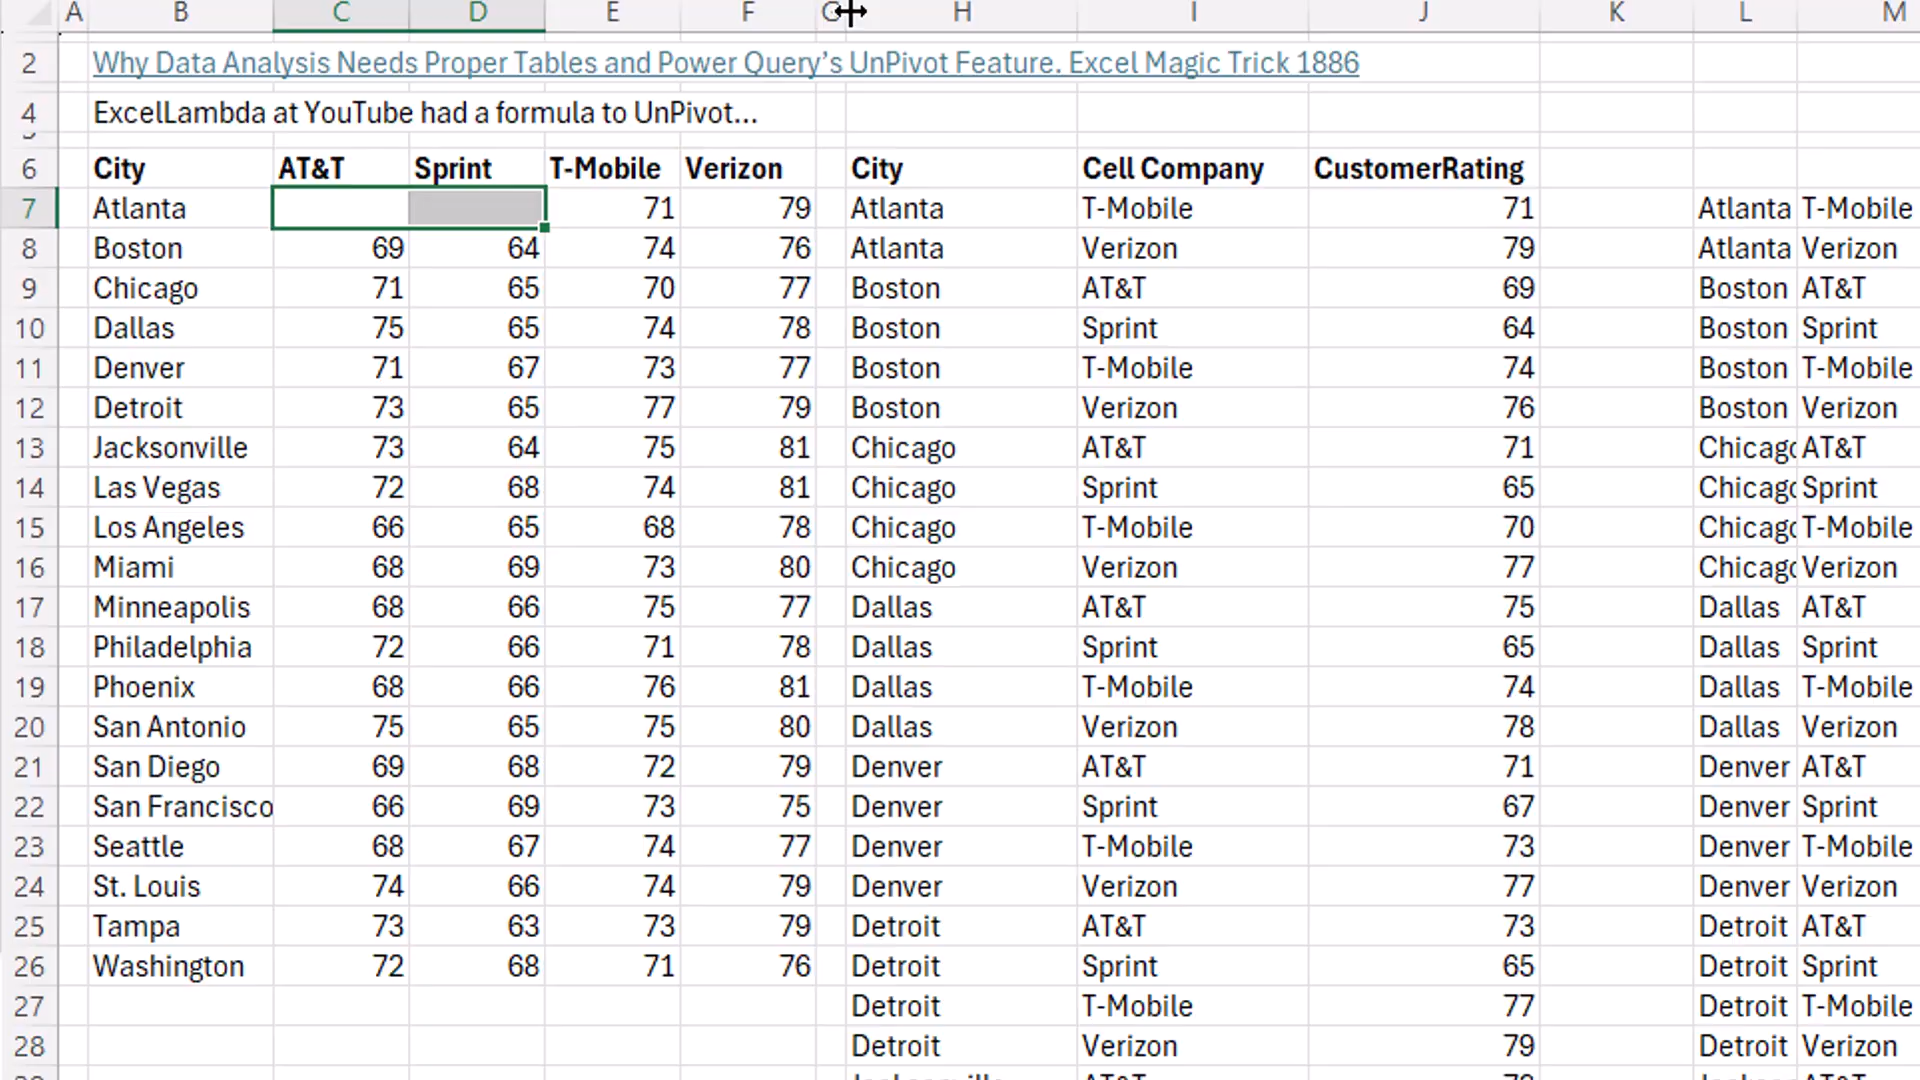 A B C D E F H I J K L M
2 Why Data Analysis Needs Proper Tables and Power Query's UnPivot Feature. Excel Magic Trick 1886
4 ExcelLambda at YouTube had a formula to UnPivot...
6 City AT&T Sprint T-Mobile Verizon City Cell Company CustomerRating
7 Atlanta 71 79 Atlanta T-Mobile 71 Atlanta T-Mobile
8 Boston 69 64 74 76 Atlanta Verizon 79 Atlanta Verizon
9 Chicago 71 65 70 77 Boston AT&T 69 Boston AT&T
10 Dallas 75 65 74 78 Boston Sprint 64 Boston Sprint
11 Denver 71 67 73 77 Boston T-Mobile 74 Boston T-Mobile
12 Detroit 73 65 77 79 Boston Verizon 76 Boston Verizon
13 Jacksonville 73 64 75 81 Chicago AT&T 71 Chicago AT&T
14 Las Vegas 72 68 74 81 Chicago Sprint 65 Chicago Sprint
15 Los Angeles 66 65 68 78 Chicago T-Mobile 70 Chicago T-Mobile
16 Miami 68 69 73 80 Chicago Verizon 77 Chicago Verizon
17 Minneapolis 68 66 75 77 Dallas AT&T 75 Dallas AT&T
18 Philadelphia 72 66 71 78 Dallas Sprint 65 Dallas Sprint
19 Phoenix 68 66 76 81 Dallas T-Mobile 74 Dallas T-Mobile
20 San Antonio 75 65 75 80 Dallas Verizon 78 Dallas Verizon
21 San Diego 69 68 72 79 Denver AT&T 71 Denver AT&T
22 San Francisco 66 69 73 75 Denver Sprint 67 Denver Sprint
23 Seattle 68 67 74 77 Denver T-Mobile 73 Denver T-Mobile
24 St. Louis 74 66 74 79 Denver Verizon 77 Denver Verizon
25 Tampa 73 63 73 79 Detroit AT&T 73 Detroit AT&T
26 Washington 72 68 71 76 Detroit Sprint 65 Detroit Sprint
27 Detroit T-Mobile 77 Detroit T-Mobile
28 Detroit Verizon 79 Detroit Verizon